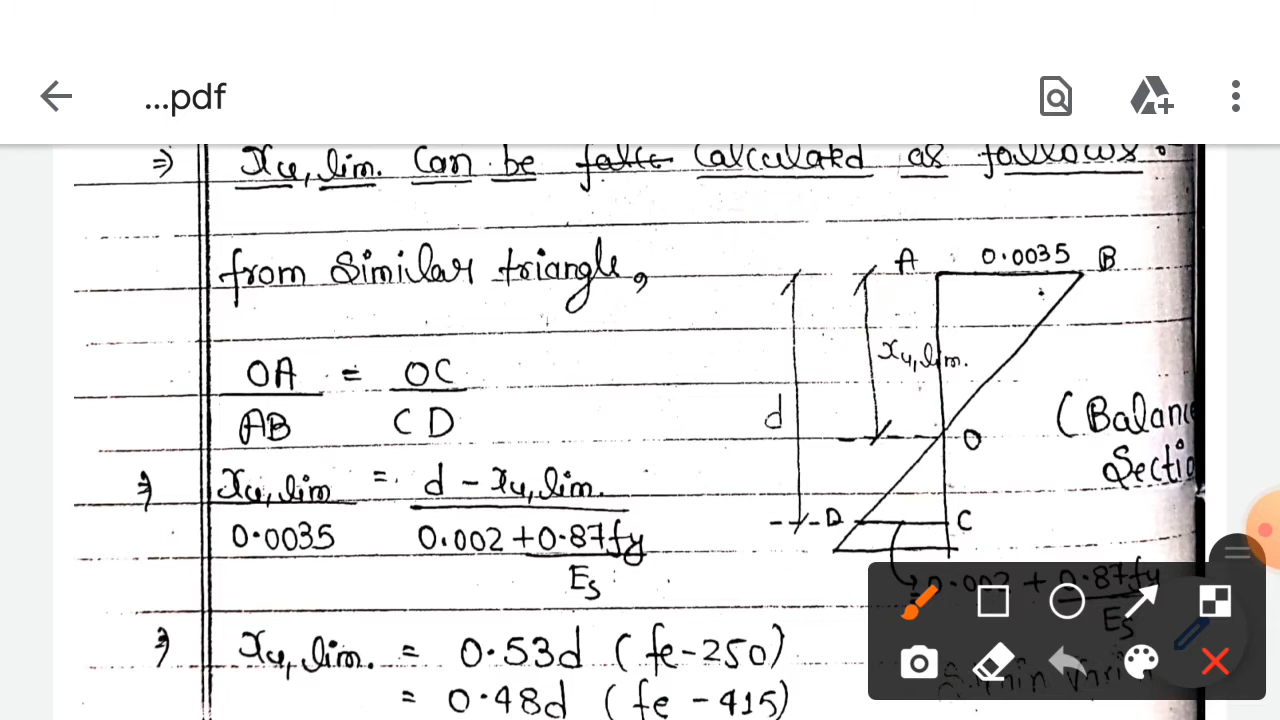 ...pdf
⇒ Xu,lim. Can be Calculated as follows :-
from Similar triangle,
OA/AB = OC/CD
⇒ Xu,lim/0.0035 = d - Xu,lim./0.002 + 0.87fy/Es
⇒ Xu,lim. = 0.53d (fe-250)
= 0.48d (fe - 415)
A 0.0035 B
Xu,lim.
d
O
(Balanc
Sectio
D C
0.002 + 0.87fy/Es